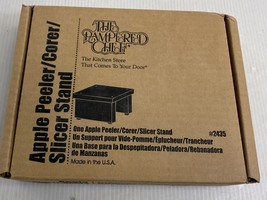 THE
PAMPERED
CHEF®
The Kitchen Store
That Comes To Your Door®
Apple Peeler/Corer/
Slicer Stand
One Apple Peeler/Corer/Slicer Stand
#2435
Un Support pour Vide-Pomme/Éplucheur/Trancheur
Una Base para la Despepitadora/Peladora/Rebanadora
de Manzanas
Made in the U.S.A.